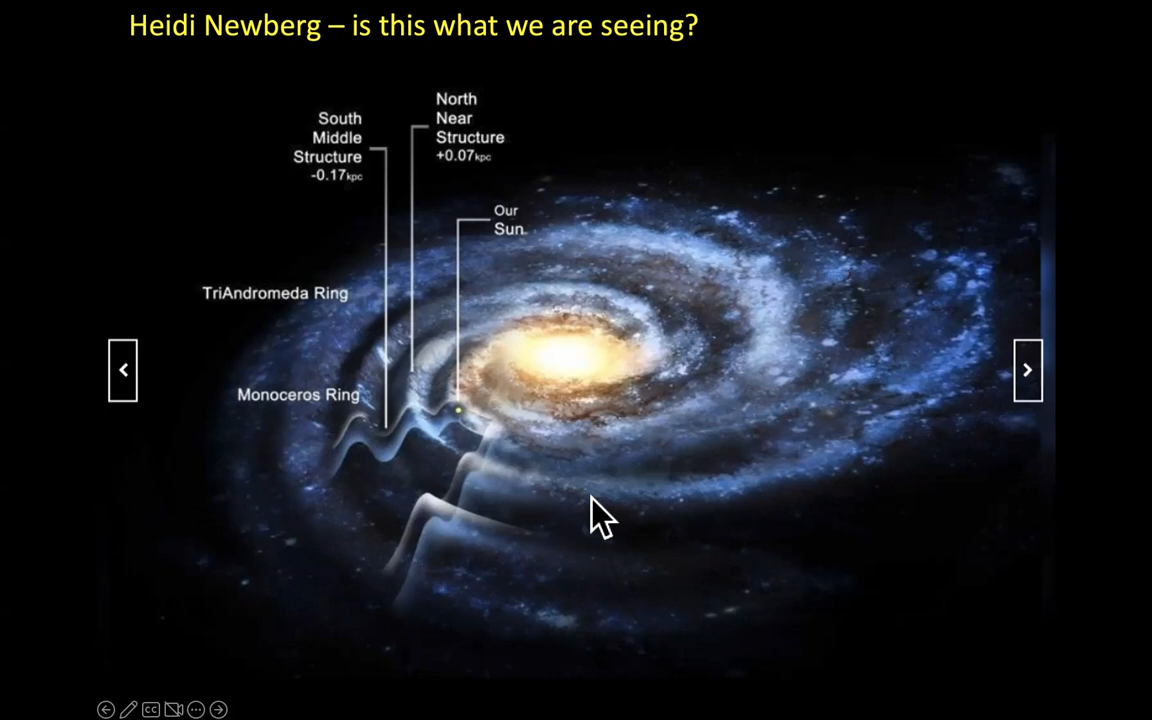 Heidi Newberg – is this what we are seeing?
North
Near
Structure
+0.07kpc
South
Middle
Structure
-0.17kpc
Our
Sun
TriAndromeda Ring
Monoceros Ring
CC